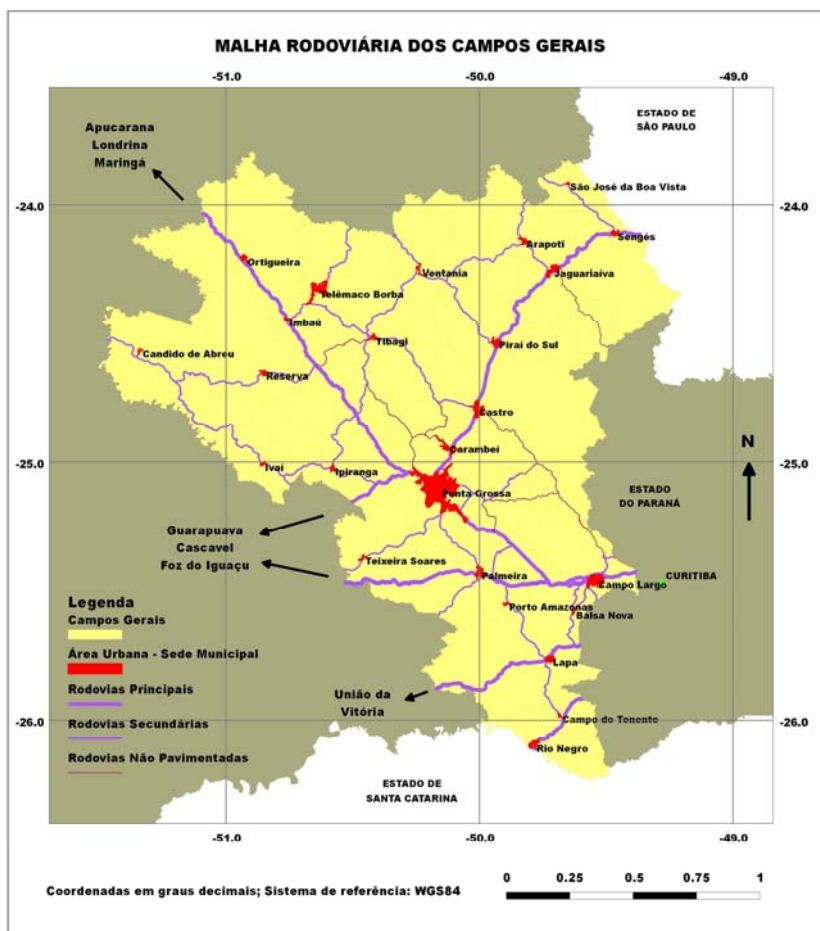 MALHA RODOVIÁRIA DOS CAMPOS GERAIS
-51.0
-50.0
-49.0
ESTADO DE
SÃO PAULO
Apucarana
Londrina
Maringá
São José da Boa Vista
-24.0
-24.0
Sengés
Arapoti
Ortigueira
Ventania
Jaguariaíva
Telêmaco Borba
Imbaú
Tibagi
Piraí do Sul
Candido de Abreu
Reserva
Castro
Carambeí
N
-25.0
-25.0
Ivaí
Ipiranga
Ponta Grossa
ESTADO
DO PARANÁ
Guarapuava
Cascavel
Foz do Iguaçu
Teixeira Soares
Palmeira
CURITIBA
Campo Largo
Legenda
Campos Gerais
Porto Amazonas
Balsa Nova
Área Urbana - Sede Municipal
Lapa
Rodovias Principais
União da
Vitória
Rodovias Secundárias
Campo do Tenente
-26.0
-26.0
Rodovias Não Pavimentadas
Rio Negro
ESTADO DE
SANTA CATARINA
-51.0
-50.0
-49.0
Coordenadas em graus decimais; Sistema de referência: WGS84
0 0.25 0.5 0.75 1